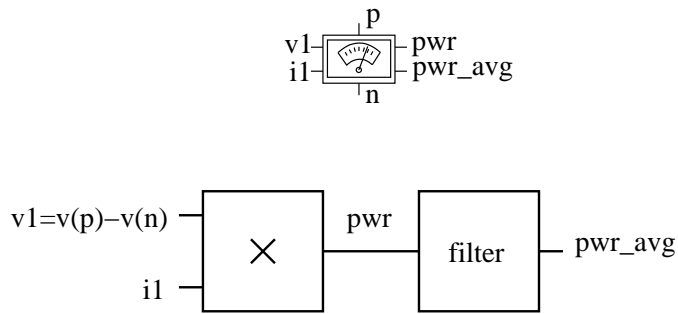 p
v1 pwr
i1 pwr_avg
n
v1=v(p)−v(n) pwr
× filter pwr_avg
i1